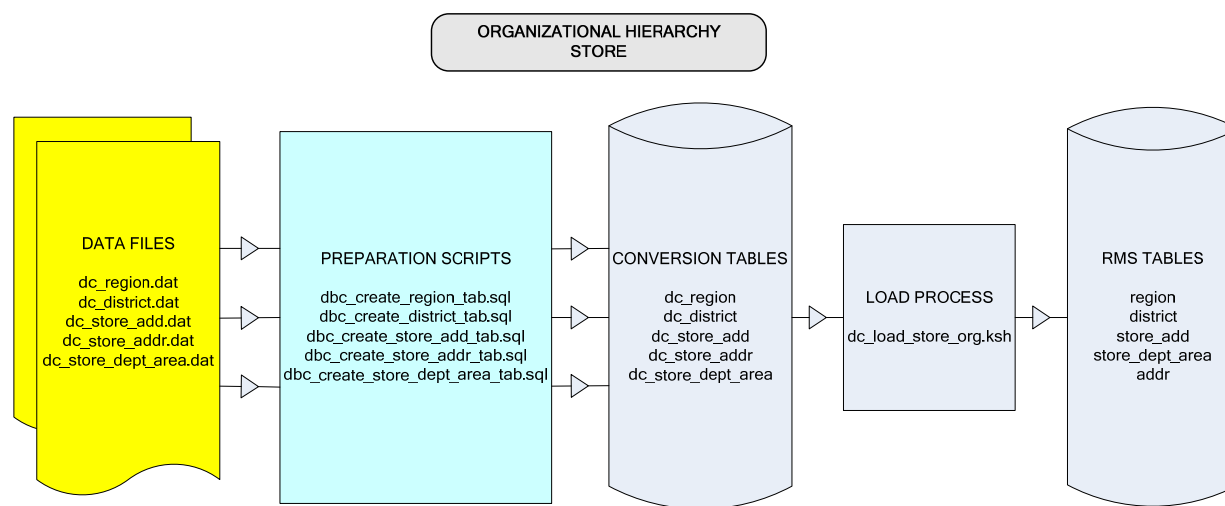 ORGANIZATIONAL HIERARCHY
STORE
DATA FILES
dc_region.dat
dc_district.dat
dc_store_add.dat
dc_store_addr.dat
dc_store_dept_area.dat
PREPARATION SCRIPTS
dbc_create_region_tab.sql
dbc_create_district_tab.sql
dbc_create_store_add_tab.sql
dbc_create_store_addr_tab.sql
dbc_create_store_dept_area_tab.sql
CONVERSION TABLES
dc_region
dc_district
dc_store_add
dc_store_addr
dc_store_dept_area
LOAD PROCESS
dc_load_store_org.ksh
RMS TABLES
region
district
store_add
store_dept_area
addr